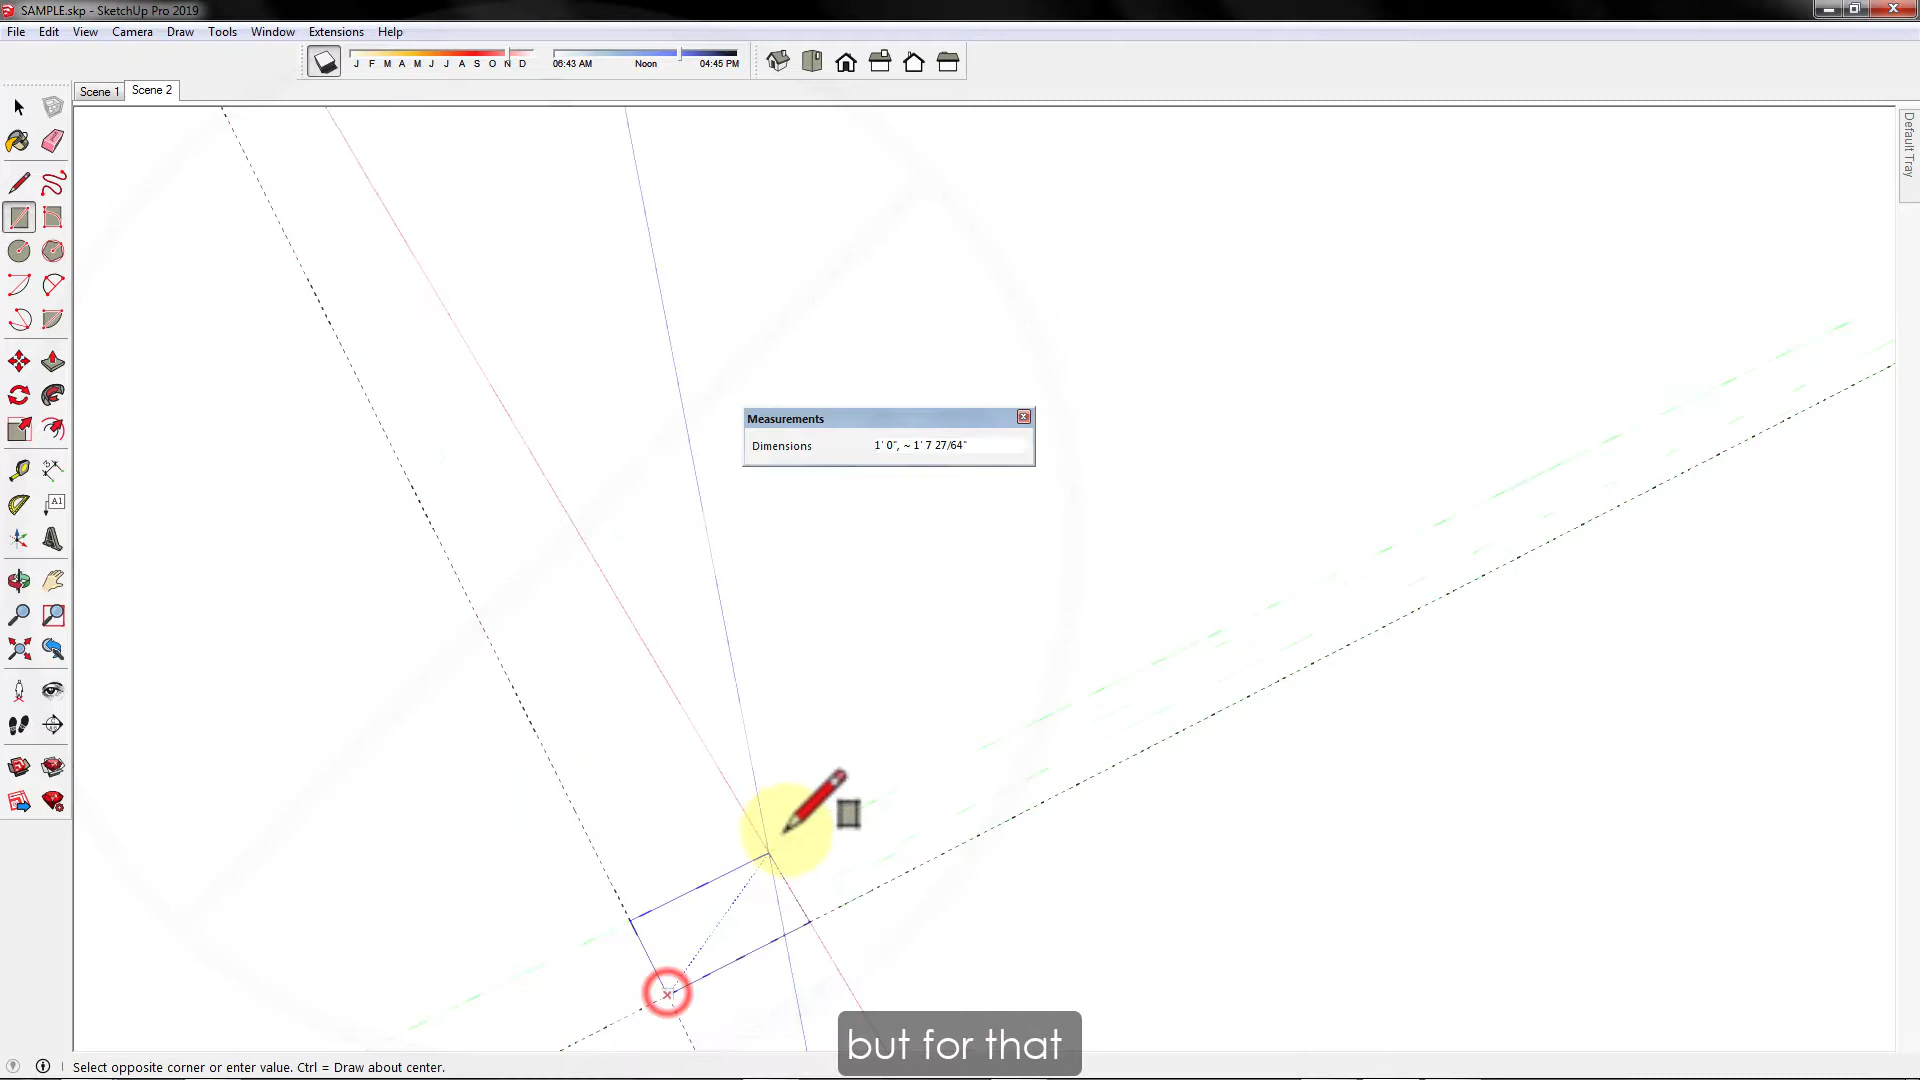 SAMPLE.skp - SketchUp Pro 2019
File Edit View Camera Draw Tools Window Extensions Help
J F M A M J J A S O N D 06:43 AM Noon 04:45 PM
Scene 1 Scene 2
Default Tray
Measurements
Dimensions 1' 0", ~ 1' 7 27/64"
A1
but for that
Select opposite corner or enter value. Ctrl = Draw about center.